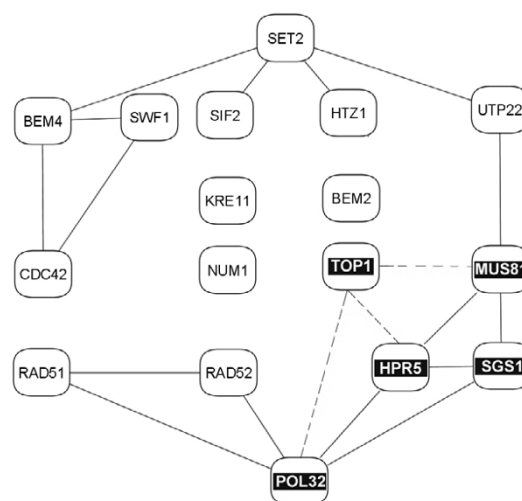 SET2
BEM4
SWF1
SIF2
HTZ1
UTP22
KRE11
BEM2
CDC42
NUM1
TOP1
MUS81
RAD51
RAD52
HPR5
SGS1
POL32